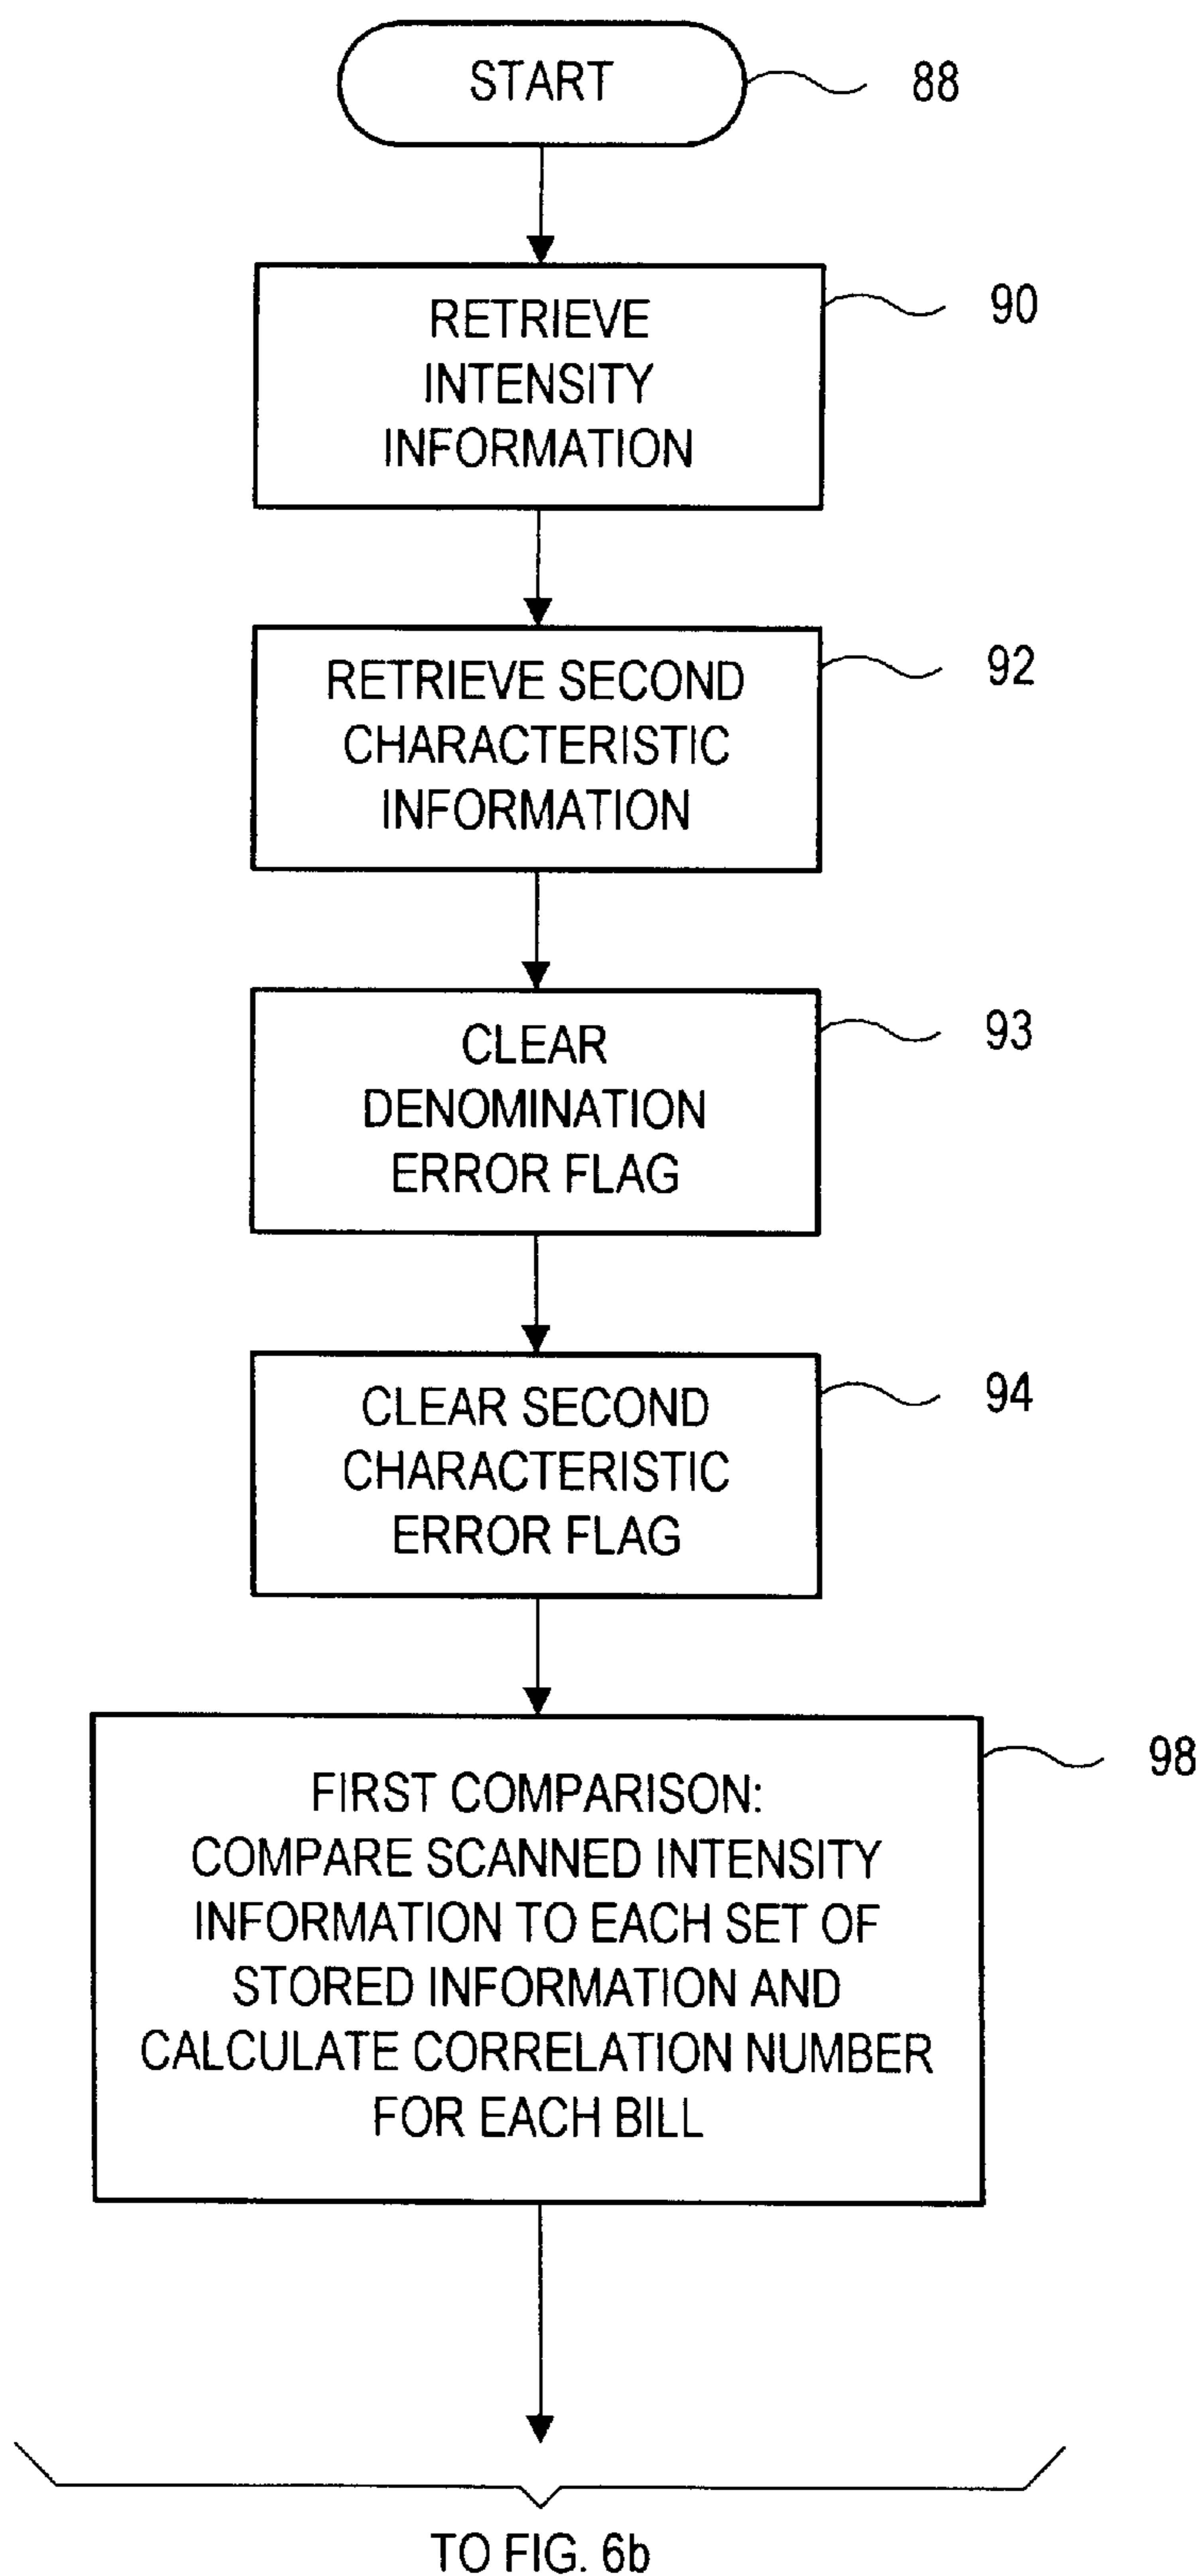 START
88
RETRIEVE
INTENSITY
INFORMATION
90
RETRIEVE SECOND
CHARACTERISTIC
INFORMATION
92
CLEAR
DENOMINATION
ERROR FLAG
93
CLEAR SECOND
CHARACTERISTIC
ERROR FLAG
94
FIRST COMPARISON:
COMPARE SCANNED INTENSITY
INFORMATION TO EACH SET OF
STORED INFORMATION AND
CALCULATE CORRELATION NUMBER
FOR EACH BILL
98
TO FIG. 6b